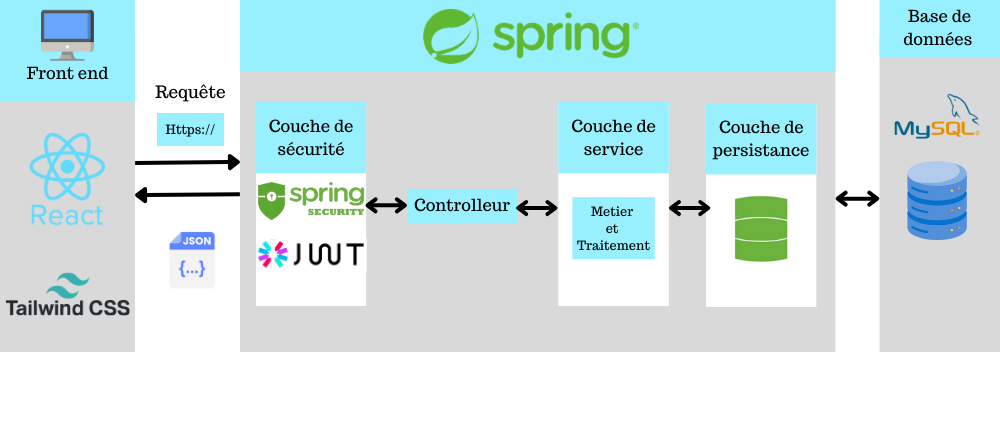 Front end
React
Tailwind CSS
Requête
Https://
JSON
{...}
spring®
Couche de
sécurité
spring
SECURITY
JWT
Controlleur
Couche de
service
Metier
et
Traitement
Couche de
persistance
Base de
données
MySQL®